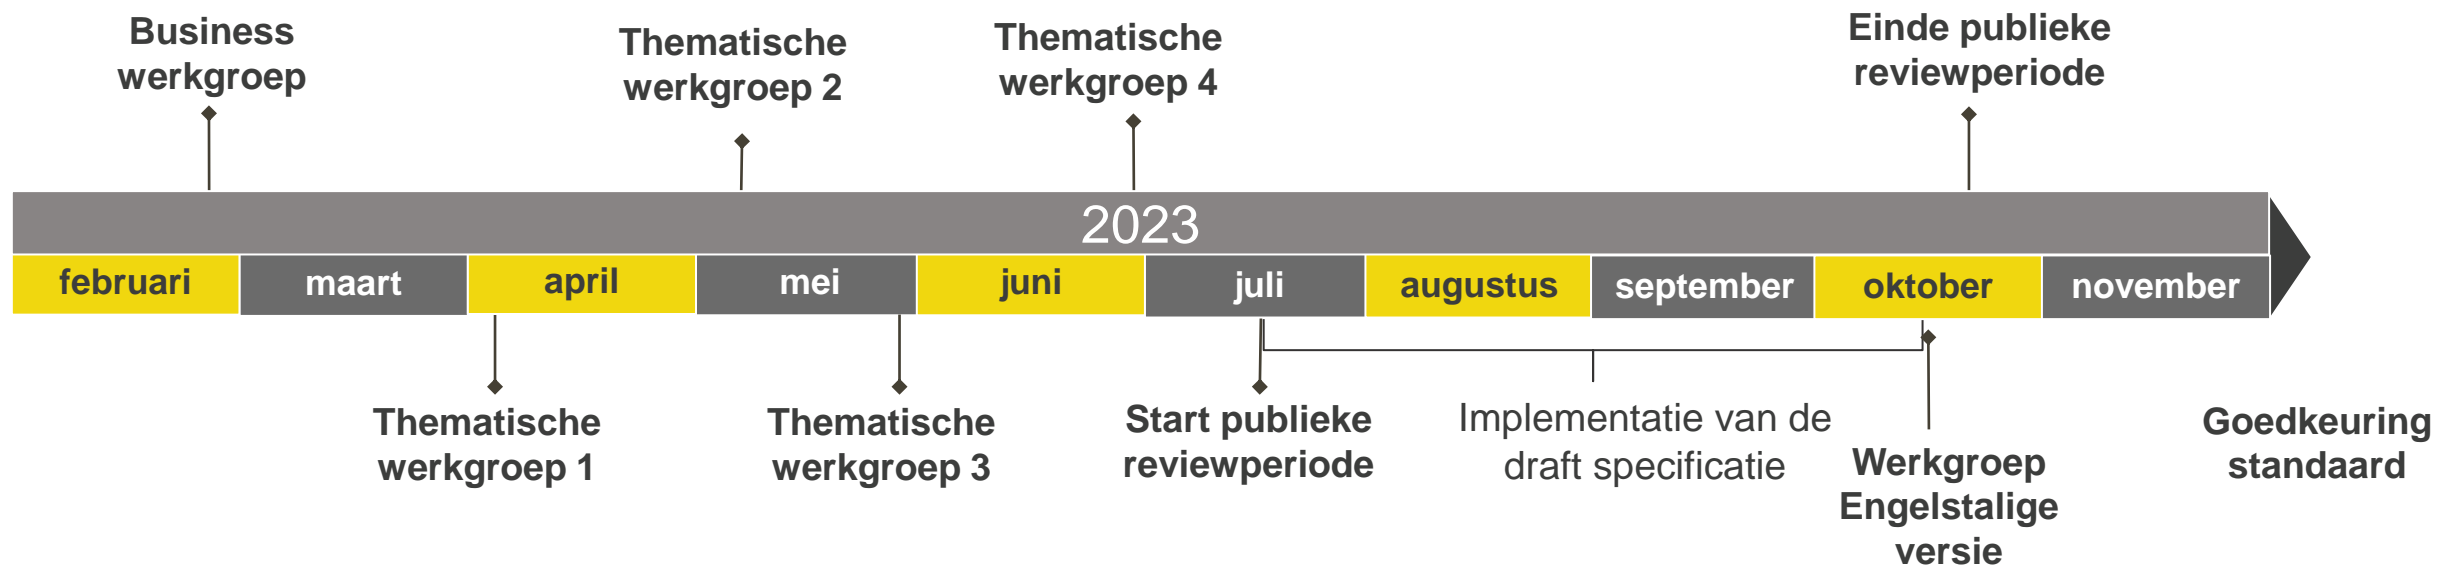 Business
werkgroep
Thematische
werkgroep 2
Thematische
werkgroep 4
Einde publieke
reviewperiode
2023
februari
maart
april
mei
juni
juli
augustus
september
oktober
november
Thematische
werkgroep 1
Thematische
werkgroep 3
Start publieke
reviewperiode
Implementatie van de
draft specificatie
Werkgroep
Engelstalige
versie
Goedkeuring
standaard